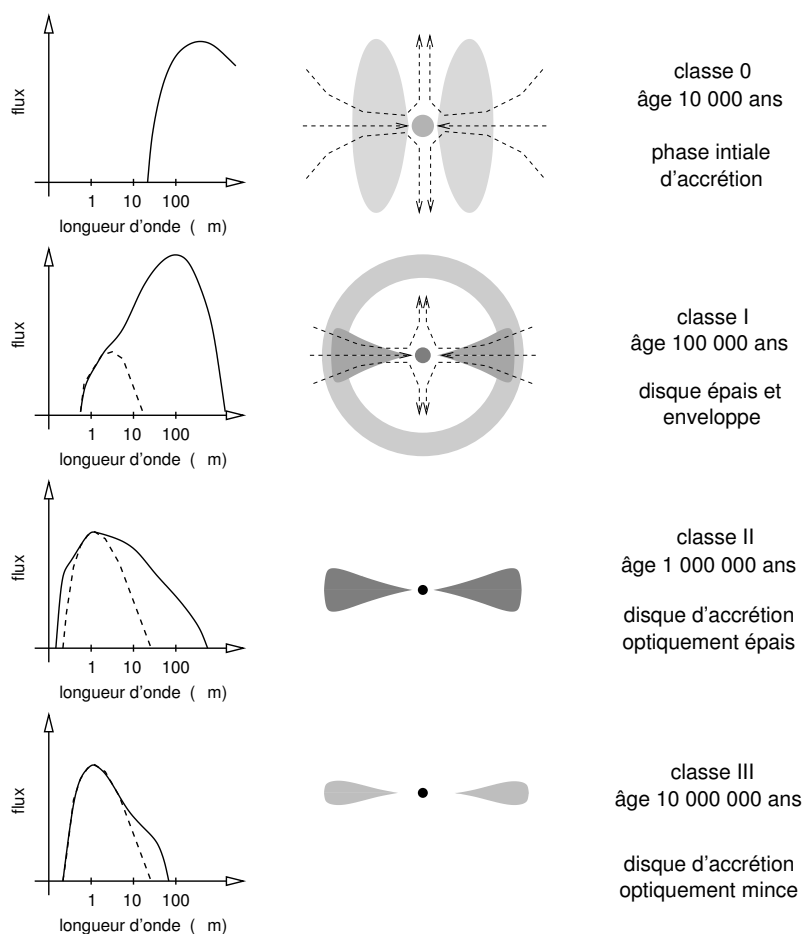 flux
1 10 100
longueur d'onde ( m)
classe 0
âge 10 000 ans
phase intiale
d'accrétion
flux
1 10 100
longueur d'onde ( m)
classe I
âge 100 000 ans
disque épais et
enveloppe
flux
1 10 100
longueur d'onde ( m)
classe II
âge 1 000 000 ans
disque d'accrétion
optiquement épais
flux
1 10 100
longueur d'onde ( m)
classe III
âge 10 000 000 ans
disque d'accrétion
optiquement mince